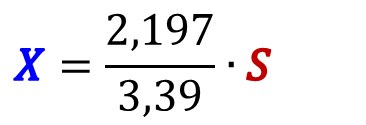 X = 2,197 / 3,39 · S